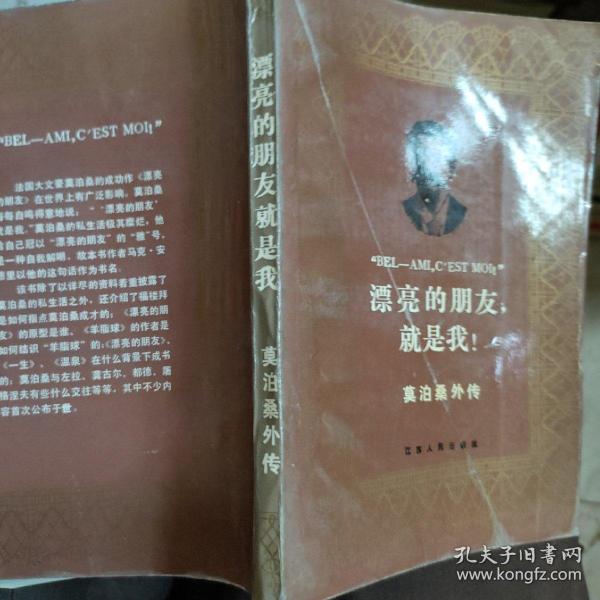 "BEL—AMI, C'EST MOI!"
法国大文豪莫泊桑的成功作《漂亮
的朋友》在世界上有广泛影响。莫泊桑
每自鸣得意地说："'漂亮的朋友'
就是我。"莫泊桑的私生活极其糜烂，他
自己冠以"漂亮的朋友"的"雅"号，
是一种自我解嘲，故本书作者马克·安
里以他的这句话作为书名。
该书除了以详尽的资料着重披露了
莫泊桑的私生活之外，还介绍了福楼拜
是如何指点莫泊桑成才的；《漂亮的朋
友》的原型是谁、《羊脂球》的作者是
如何结识"羊脂球"的；《漂亮的朋友》、
《一生》、《温泉》在什么背景下成书
的；莫泊桑与左拉、龚古尔、都德、屠
格涅夫有些什么交往等等。其中不少内
容首次公布于世。
漂亮的朋友就是我
莫泊桑外传
"BEL—AMI, C'EST MOI!"
漂亮的朋友，
就是我！
莫泊桑外传
江苏人民出版社
孔夫子旧书网
www.kongfz.com